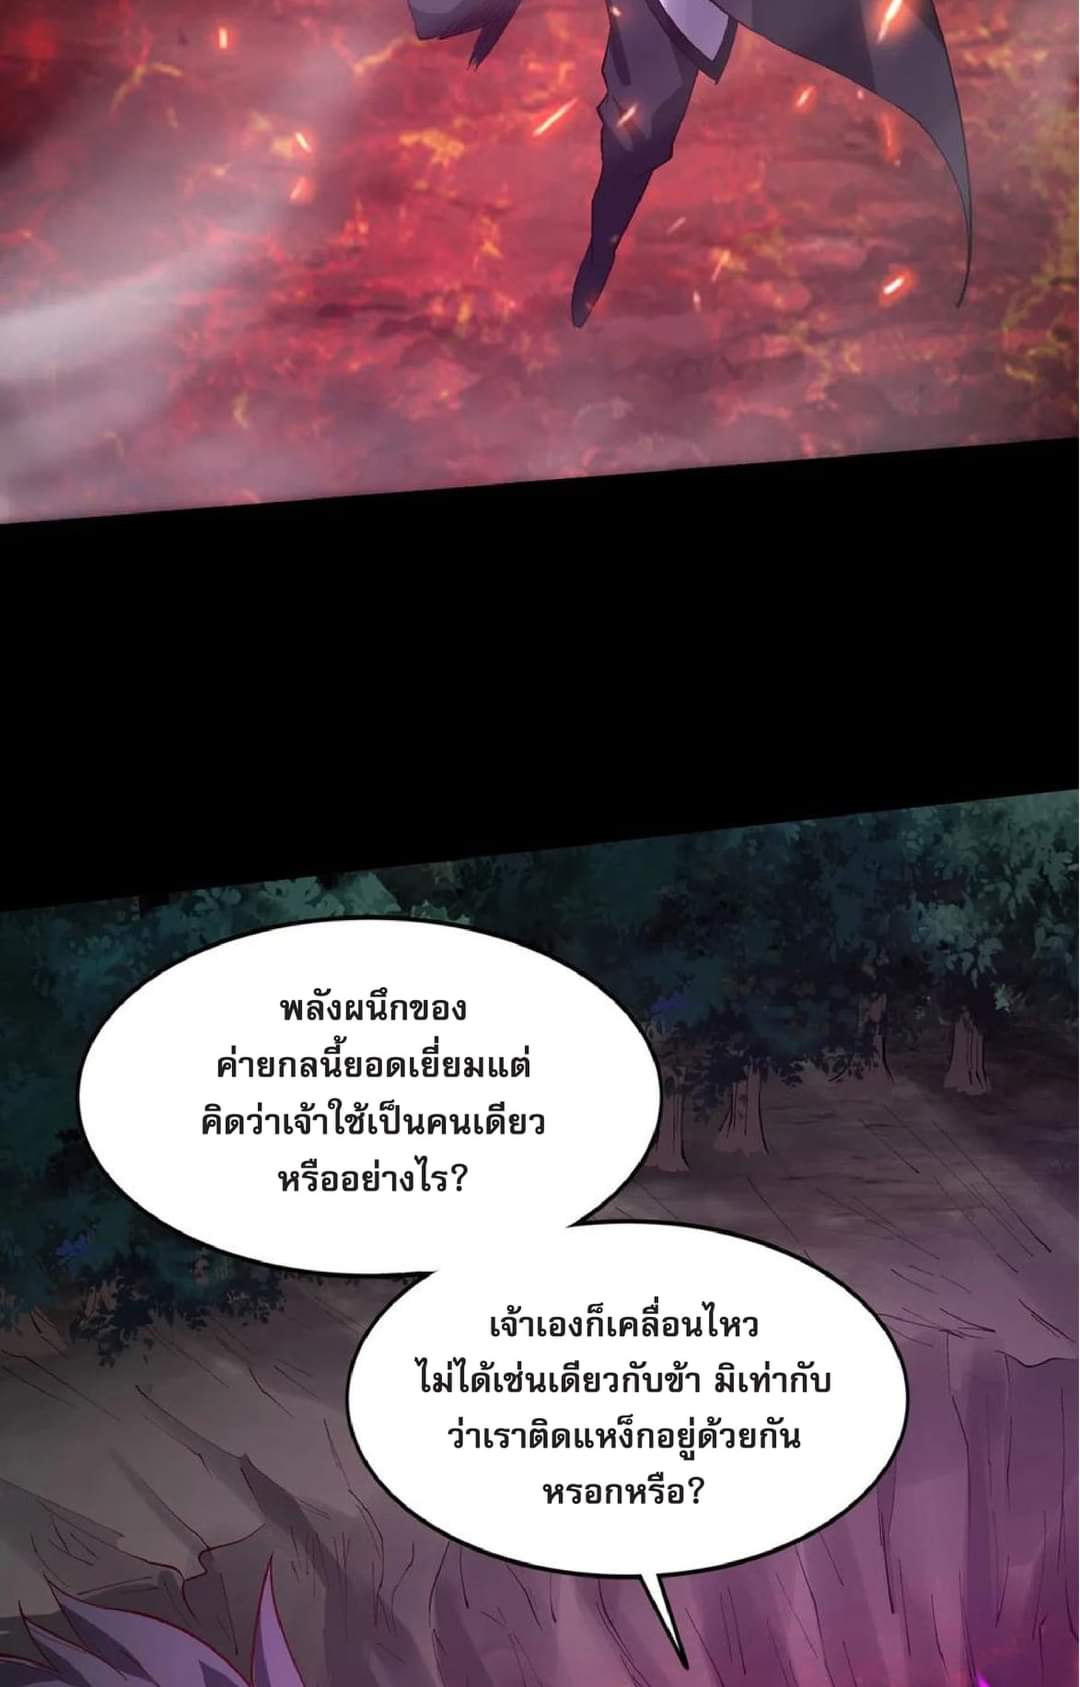 พลังผนึกของ
ค่ายกลนี้ยอดเยี่ยมแต่
คิดว่าเจ้าใช้เป็นคนเดียว
หรืออย่างไร?
เจ้าเองก็เคลื่อนไหว
ไม่ได้เช่นเดียวกับข้า มิเท่ากับ
ว่าเราติดแหง็กอยู่ด้วยกัน
หรอกหรือ?